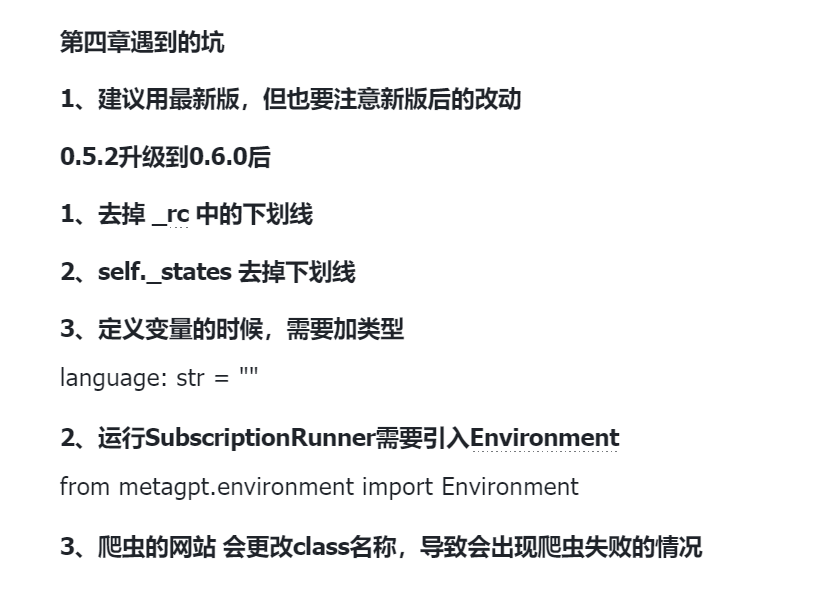 第四章遇到的坑
1、建议用最新版，但也要注意新版后的改动
0.5.2升级到0.6.0后
1、去掉 _rc 中的下划线
2、self._states 去掉下划线
3、定义变量的时候，需要加类型
language: str = ""
2、运行SubscriptionRunner需要引入Environment
from metagpt.environment import Environment
3、爬虫的网站 会更改class名称，导致会出现爬虫失败的情况